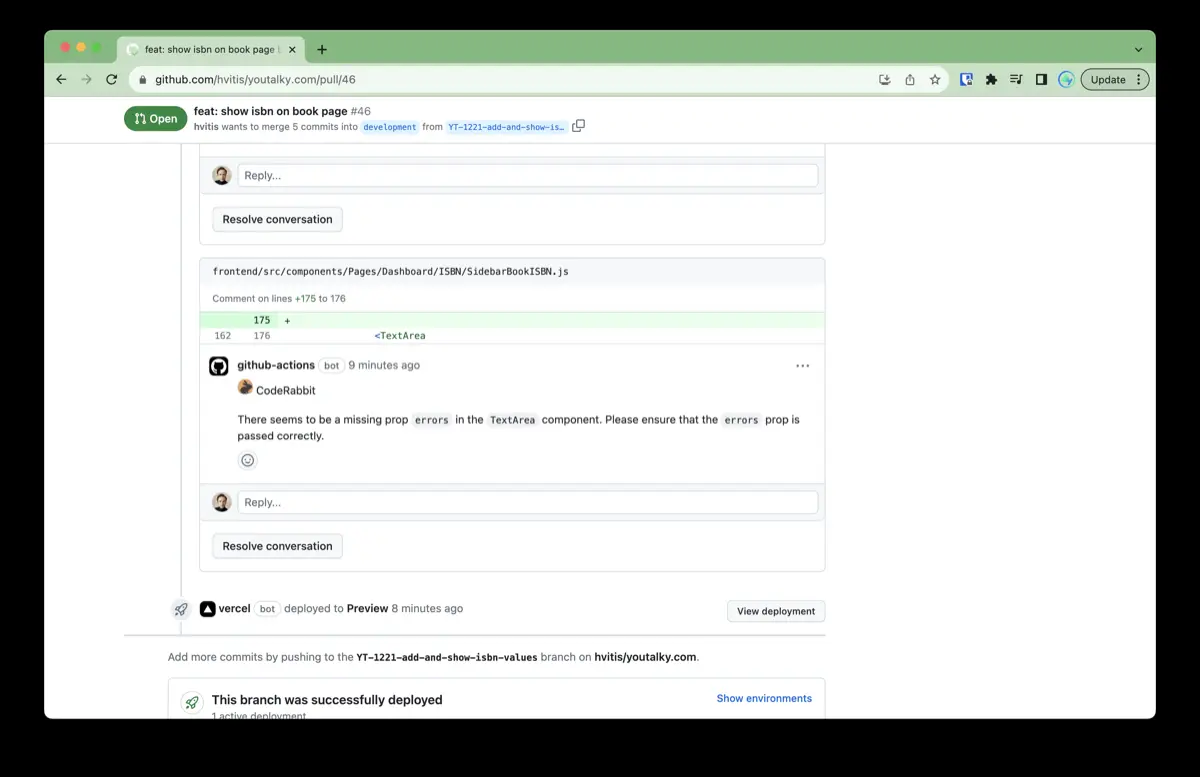 feat: show isbn on book page
github.com/hvitis/youtalky.com/pull/46
Update
Open
feat: show isbn on book page #46
hvitis wants to merge 5 commits into development from YT-1221-add-and-show-is…
Reply...
Resolve conversation
frontend/src/components/Pages/Dashboard/ISBN/SidebarBookISBN.js
Comment on lines +175 to 176
175 +
162 176 <TextArea
github-actions bot 9 minutes ago
CodeRabbit
There seems to be a missing prop errors in the TextArea component. Please ensure that the errors prop is
passed correctly.
Reply...
Resolve conversation
vercel bot deployed to Preview 8 minutes ago
View deployment
Add more commits by pushing to the YT-1221-add-and-show-isbn-values branch on hvitis/youtalky.com.
This branch was successfully deployed
Show environments
1 active deployment